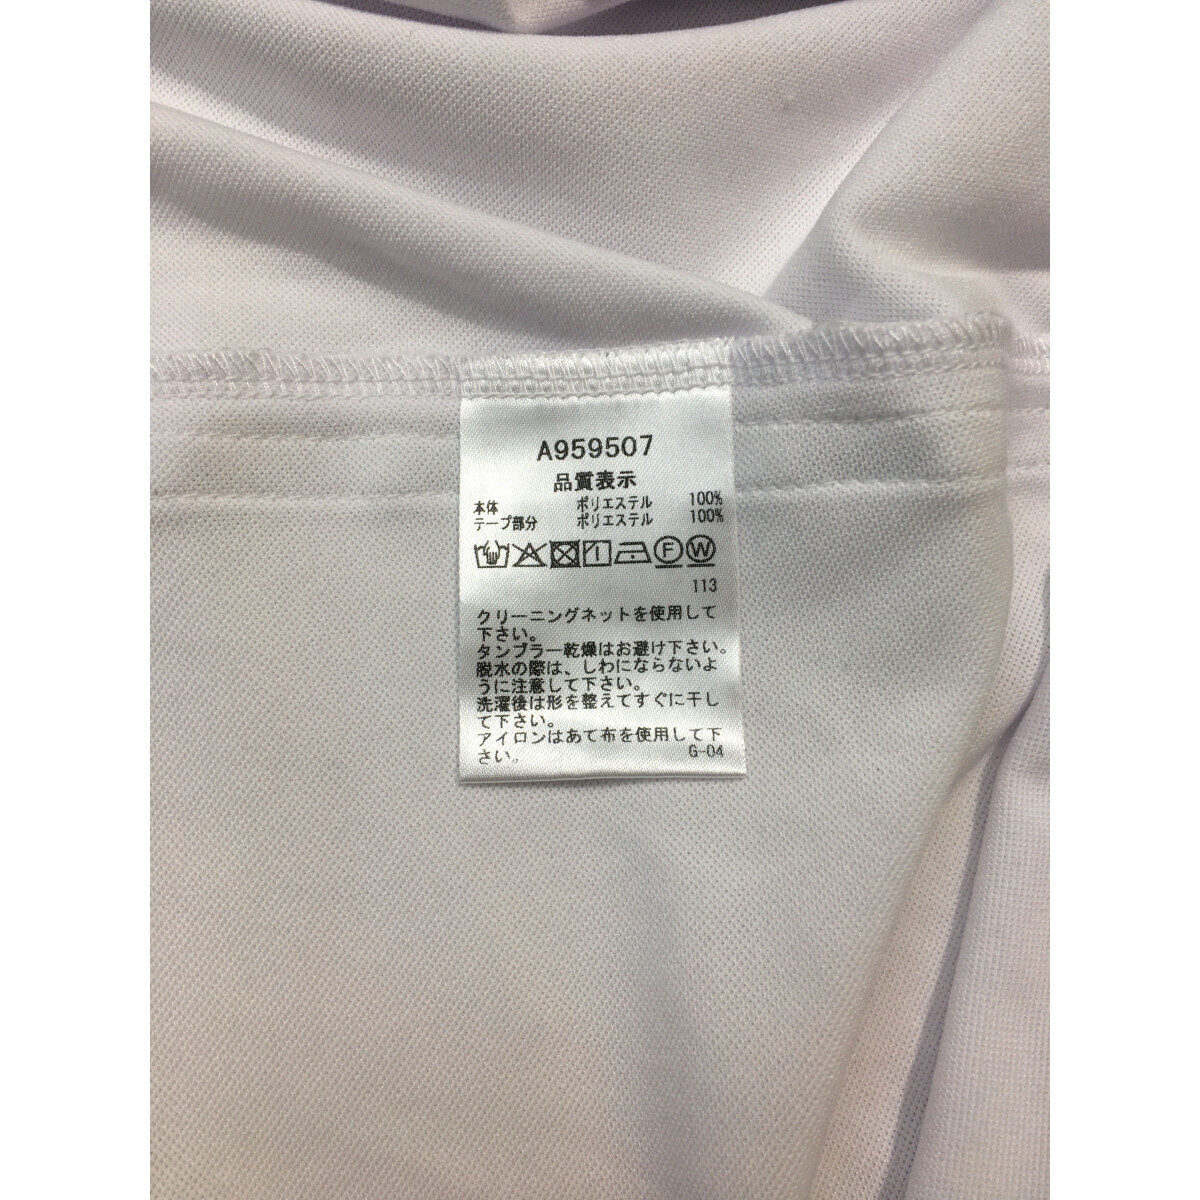 A959507
品質表示
本体 ポリエステル 100%
テープ部分 ポリエステル 100%
F W
113
クリーニングネットを使用して
下さい。
タンブラー乾燥はお避け下さい。
脱水の際は、しわにならないよ
うに注意して下さい。
洗濯後は形を整えてすぐに干し
て下さい。
アイロンはあて布を使用して下
さい。 G-04